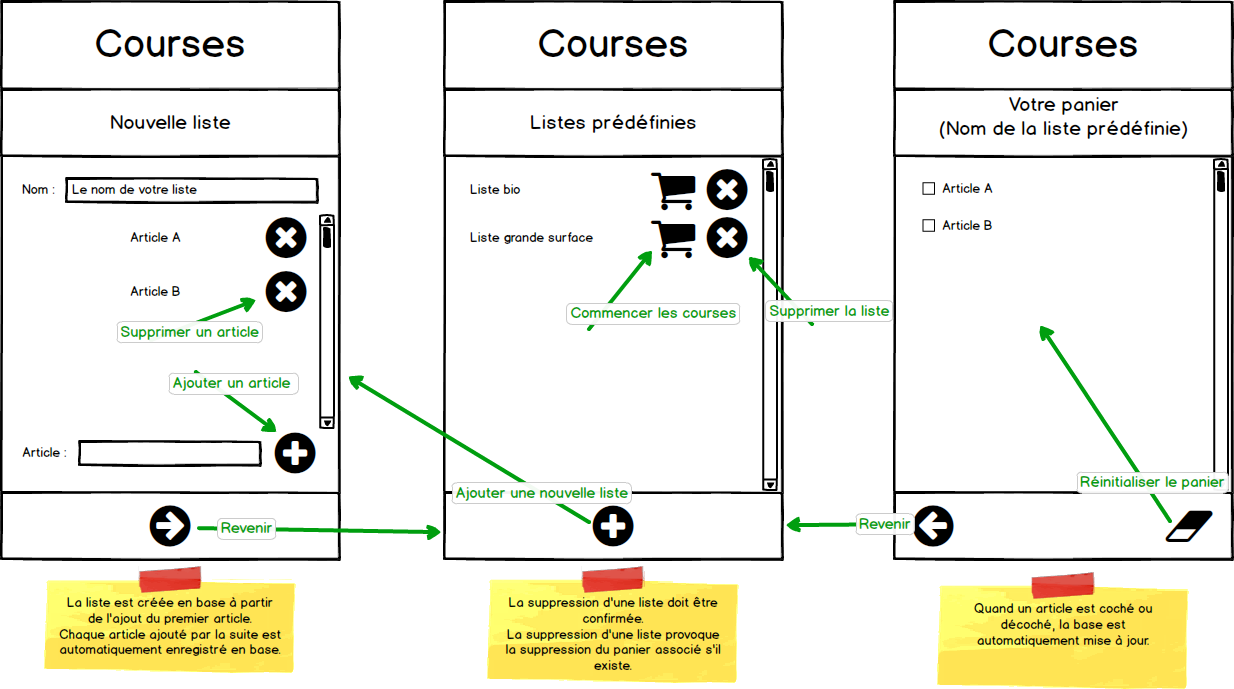 Courses
Nouvelle liste
Nom :
Le nom de votre liste
Article A
Article B
Supprimer un article
Ajouter un article
Article :
Revenir
La liste est créée en base à partir
de l'ajout du premier article.
Chaque article ajouté par la suite est
automatiquement enregistré en base.
Courses
Listes prédéfinies
Liste bio
Liste grande surface
Commencer les courses
Supprimer la liste
Ajouter une nouvelle liste
La suppression d'une liste doit être
confirmée.
La suppression d'une liste provoque
la suppression du panier associé s'il
existe.
Courses
Votre panier
(Nom de la liste prédéfinie)
Article A
Article B
Réinitialiser le panier
Revenir
Quand un article est coché ou
décoché, la base est
automatiquement mise à jour.